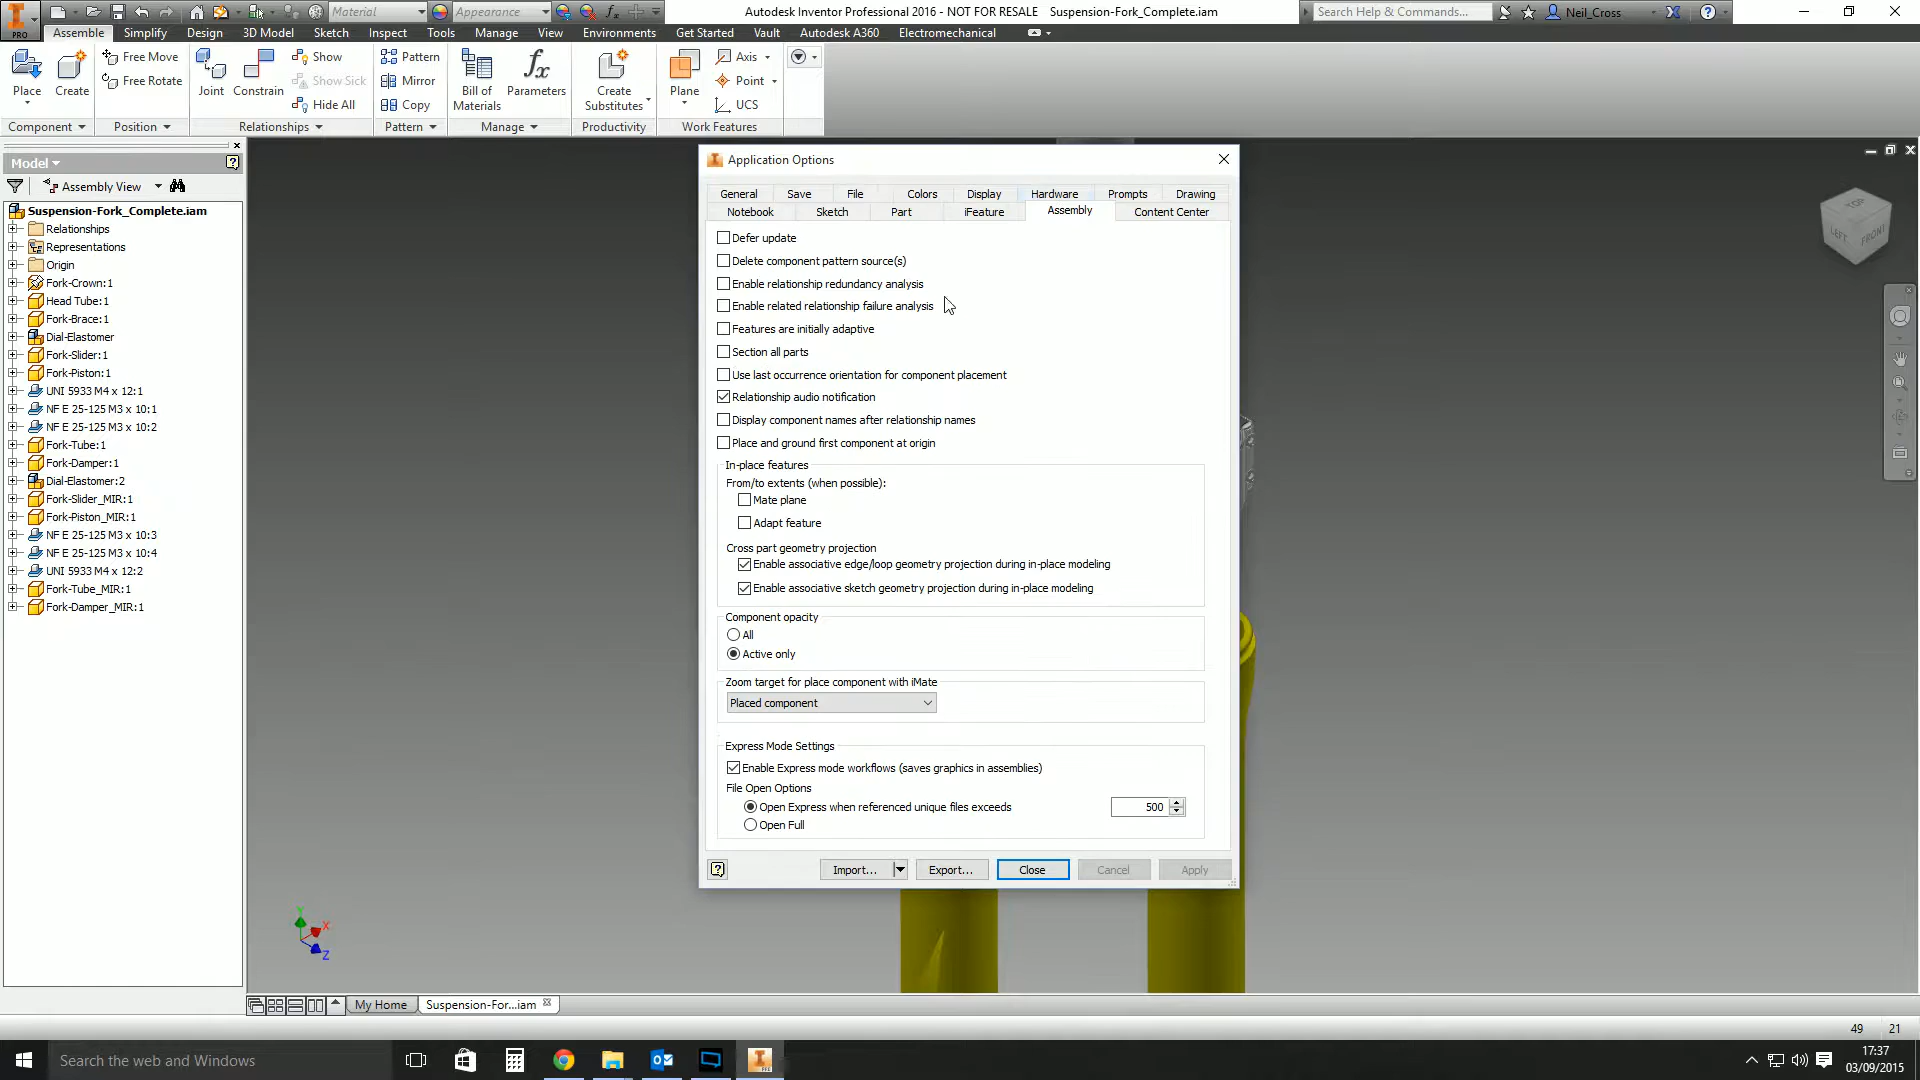 Material
Appearance
Autodesk Inventor Professional 2016 - NOT FOR RESALE Suspension-Fork_Complete.iam
Search Help & Commands...
Neil_Cross
PRO
Assemble Simplify Design 3D Model Sketch Inspect Tools Manage View Environments Get Started Vault Autodesk A360 Electromechanical
Place
Create
Free Move
Free Rotate
Joint
Constrain
Show
Show Sick
Hide All
Pattern
Mirror
Copy
Bill of
Materials
fx
Parameters
Create
Substitutes
Plane
Axis
Point
UCS
Component Position Relationships Pattern Manage Productivity Work Features
Model
Assembly View
Suspension-Fork_Complete.iam
Relationships
Representations
Origin
Fork-Crown:1
Head Tube:1
Fork-Brace:1
Dial-Elastomer
Fork-Slider:1
Fork-Piston:1
UNI 5933 M4 x 12:1
NF E 25-125 M3 x 10:1
NF E 25-125 M3 x 10:2
Fork-Tube:1
Fork-Damper:1
Dial-Elastomer:2
Fork-Slider_MIR:1
Fork-Piston_MIR:1
NF E 25-125 M3 x 10:3
NF E 25-125 M3 x 10:4
UNI 5933 M4 x 12:2
Fork-Tube_MIR:1
Fork-Damper_MIR:1
Application Options
General Save File Colors Display Hardware Prompts Drawing
Notebook Sketch Part iFeature Assembly Content Center
Defer update
Delete component pattern source(s)
Enable relationship redundancy analysis
Enable related relationship failure analysis
Features are initially adaptive
Section all parts
Use last occurrence orientation for component placement
Relationship audio notification
Display component names after relationship names
Place and ground first component at origin
In-place features
From/to extents (when possible):
Mate plane
Adapt feature
Cross part geometry projection
Enable associative edge/loop geometry projection during in-place modeling
Enable associative sketch geometry projection during in-place modeling
Component opacity
All
Active only
Zoom target for place component with iMate
Placed component
Express Mode Settings
Enable Express mode workflows (saves graphics in assemblies)
File Open Options
Open Express when referenced unique files exceeds 500
Open Full
Import... Export... Close Cancel Apply
TOP
LEFT
FRONT
Y
X
Z
My Home
Suspension-For...iam
49 21
Search the web and Windows
17:37
03/09/2015